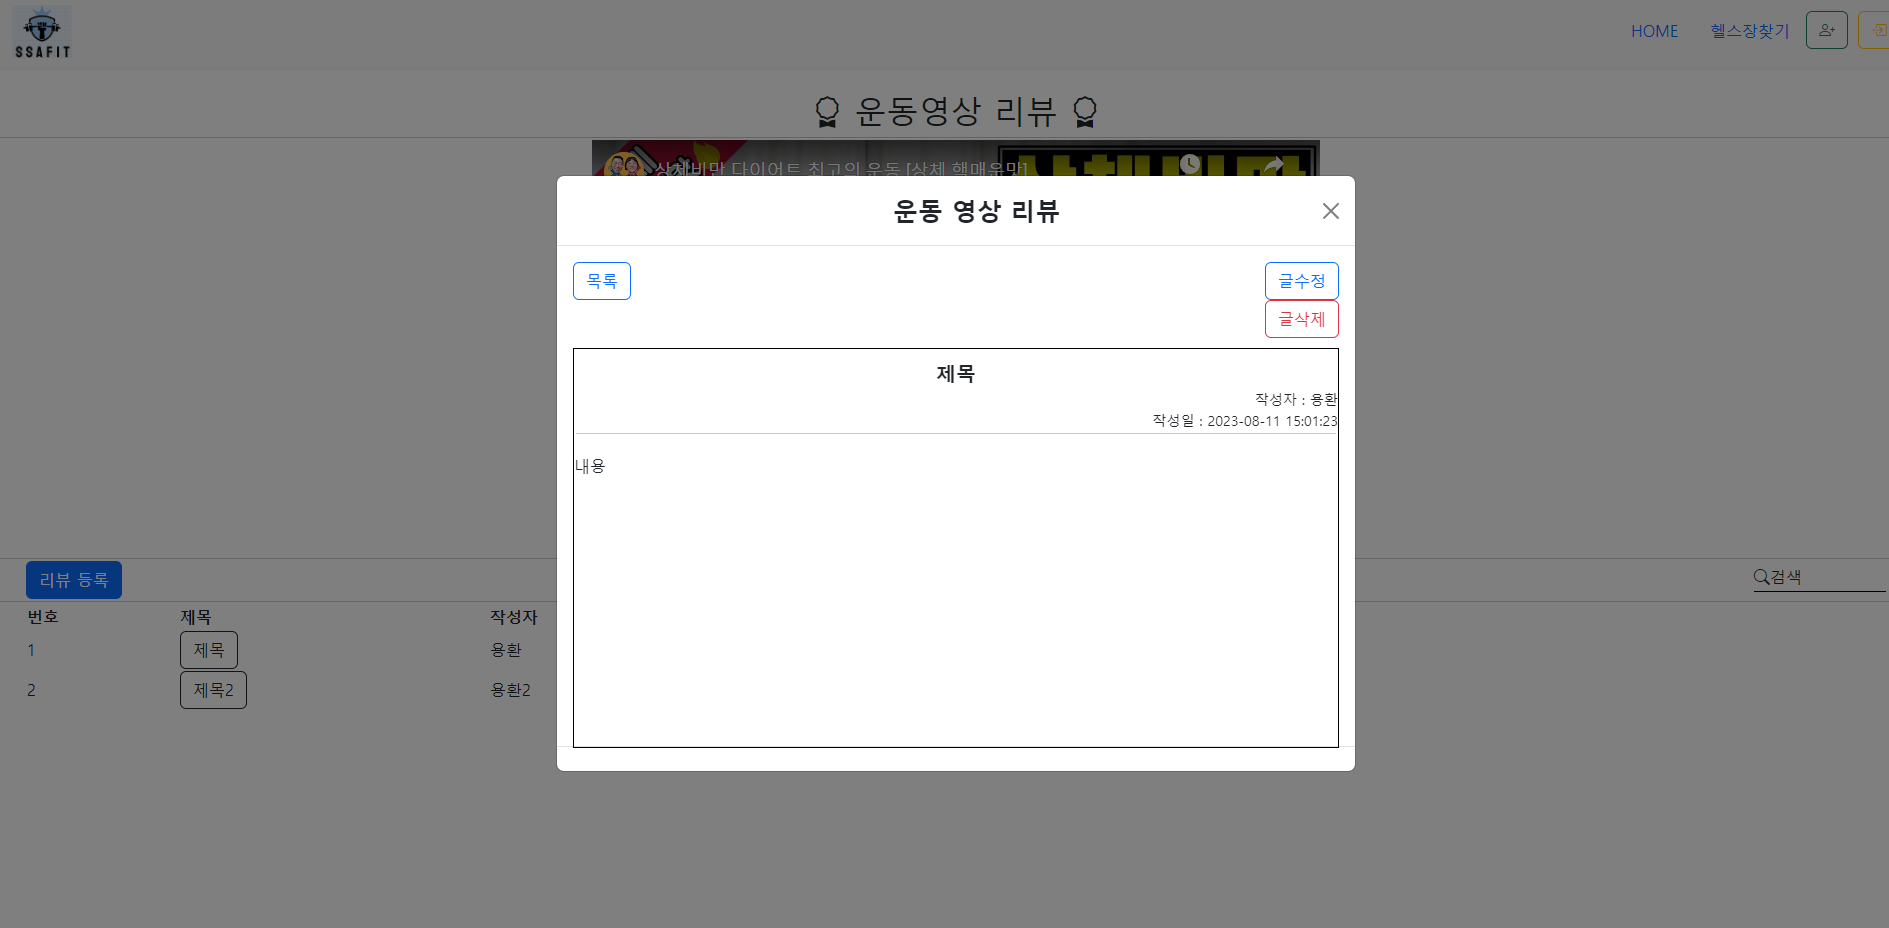 SSAFIT
HOME 헬스장찾기
운동영상 리뷰
상체비만 다이어트 최고의 운동 [상체 핵매운맛]
운동 영상 리뷰
목록
글수정
글삭제
제목
작성자 : 용환
작성일 : 2023-08-11 15:01:23
내용
리뷰 등록
검색
번호 제목 작성자
1 제목 용환
2 제목2 용환2